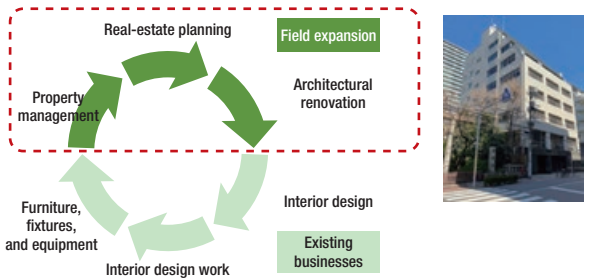 Real-estate planning
Field expansion
Architectural
renovation
Property
management
Interior design
Furniture,
fixtures,
and equipment
Existing
businesses
Interior design work